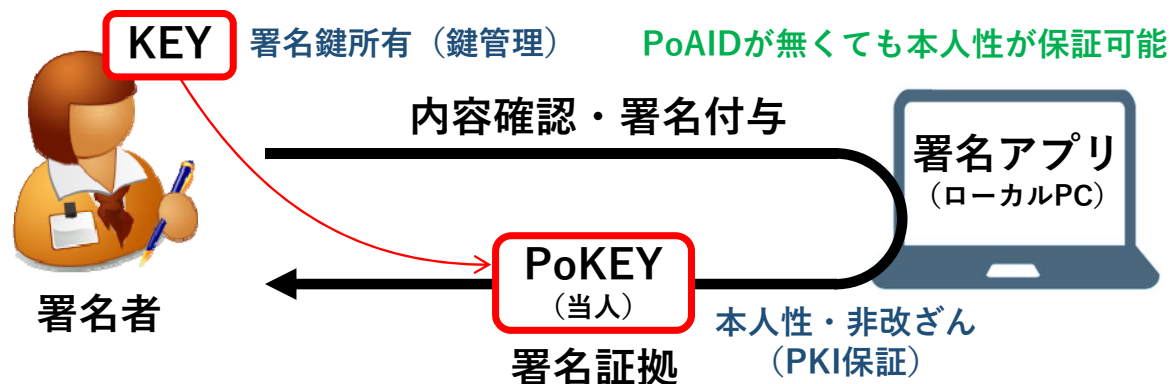 KEY
署名鍵所有（鍵管理）
PoAIDが無くても本人性が保証可能
内容確認・署名付与
署名アプリ
（ローカルPC）
PoKEY
（当人）
署名者
本人性・非改ざん
（PKI保証）
署名証拠